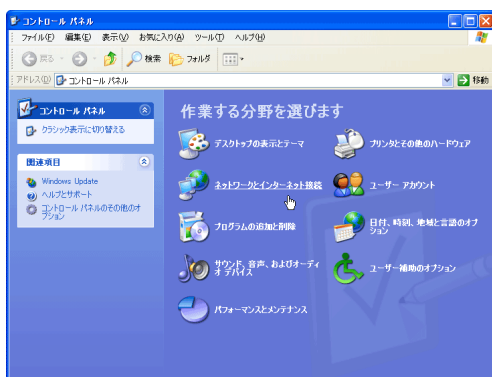 コントロール パネル
ファイル(F) 編集(E) 表示(V) お気に入り(A) ツール(T) ヘルプ(H)
戻る 検索 フォルダ
アドレス(D) コントロール パネル 移動
コントロール パネル
クラシック表示に切り替える
関連項目
Windows Update
ヘルプとサポート
コントロール パネルのその他のオ
プション
作業する分野を選びます
デスクトップの表示とテーマ
プリンタとその他のハードウェア
ネットワークとインターネット接続
ユーザー アカウント
プログラムの追加と削除
日付、時刻、地域と言語のオプ
ション
サウンド、音声、およびオーディ
オ デバイス
ユーザー補助のオプション
パフォーマンスとメンテナンス